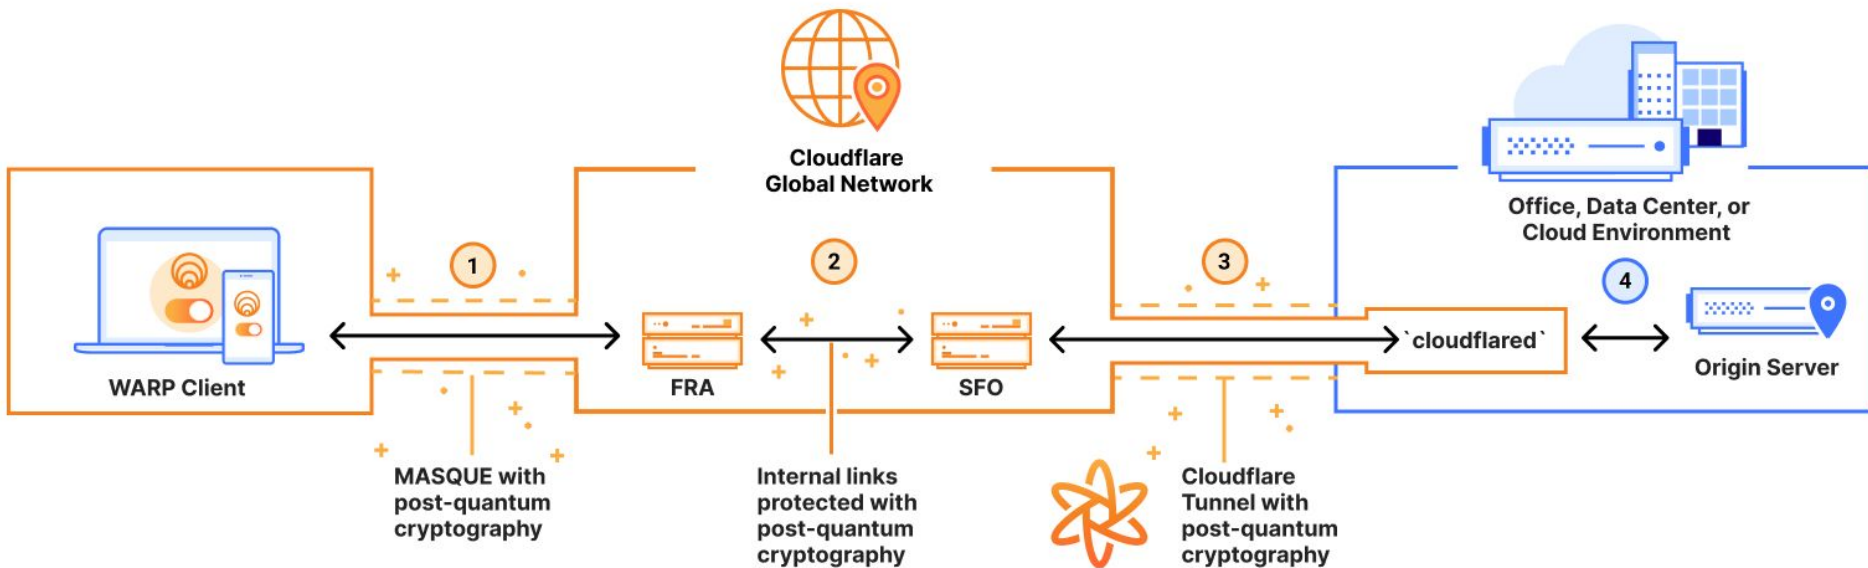 Cloudflare
Global Network
Office, Data Center, or
Cloud Environment
1
2
3
4
WARP Client
FRA
SFO
`cloudflared`
Origin Server
MASQUE with
post-quantum
cryptography
Internal links
protected with
post-quantum
cryptography
Cloudflare
Tunnel with
post-quantum
cryptography